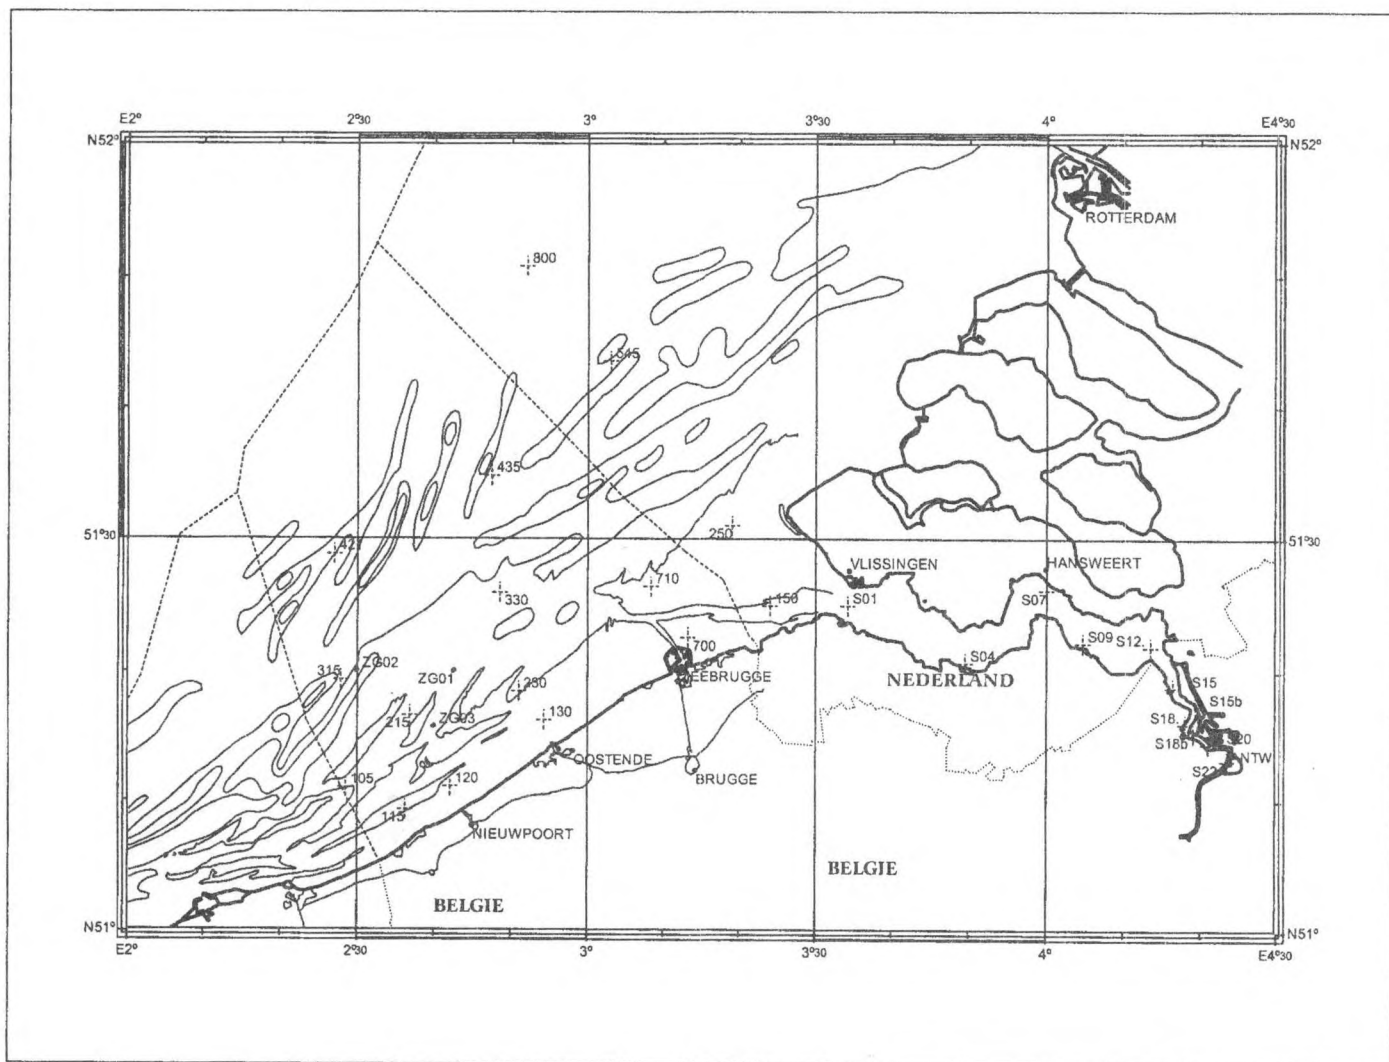 E2° 2°30 3° 3°30 4° E4°30
N52° N52°
ROTTERDAM
800
545
435
250
51°30 51°30
421
VLISSINGEN HANSWEERT
710
330
150 S01 S07
700
S09 S12
315 ZG02
S04
ZG01 EEBRUGGE NEDERLAND S15
230
S15b
215 ZG03 130 S18
S20
S18b
OOSTENDE
NTW
105 120 BRUGGE S22
115
NIEUWPOORT
BELGIE
BELGIE
N51° N51°
E2° 2°30 3° 3°30 4° E4°30